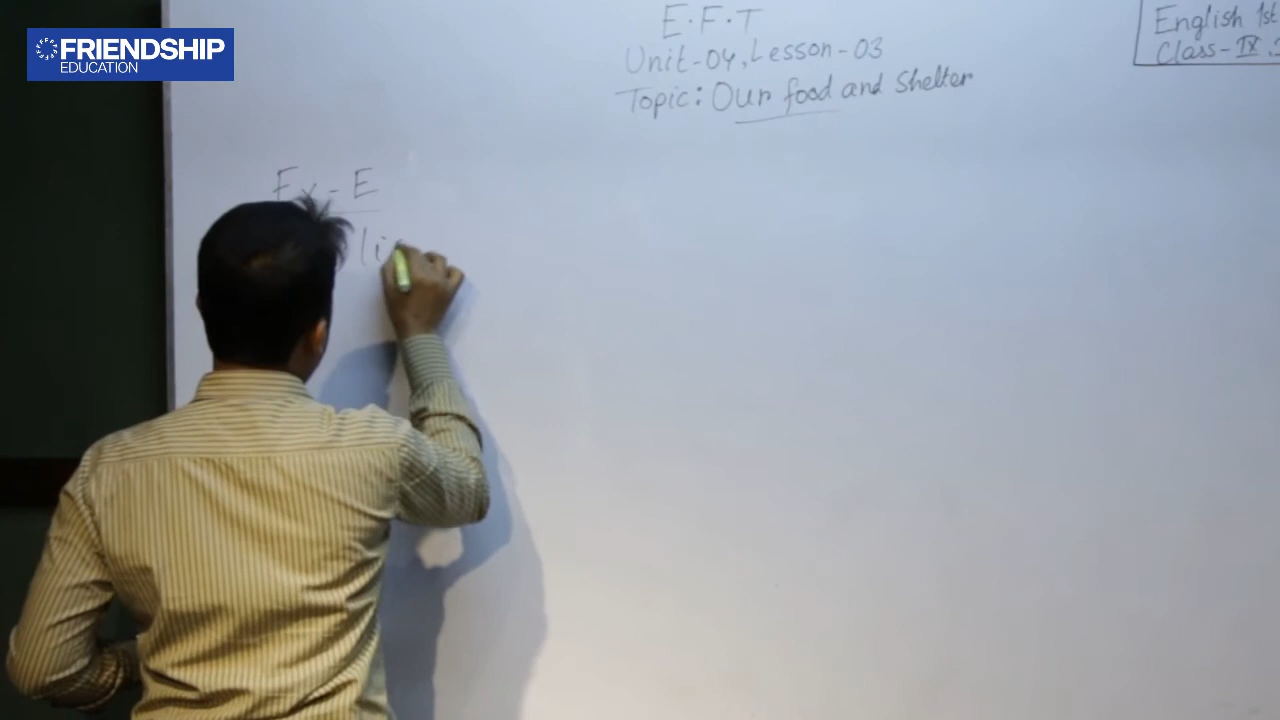 FRIENDSHIP
EDUCATION
E.F.T
Unit-04, Lesson-03
Topic: Our food and Shelter
English 1st
Class-IX
Ex-E
li